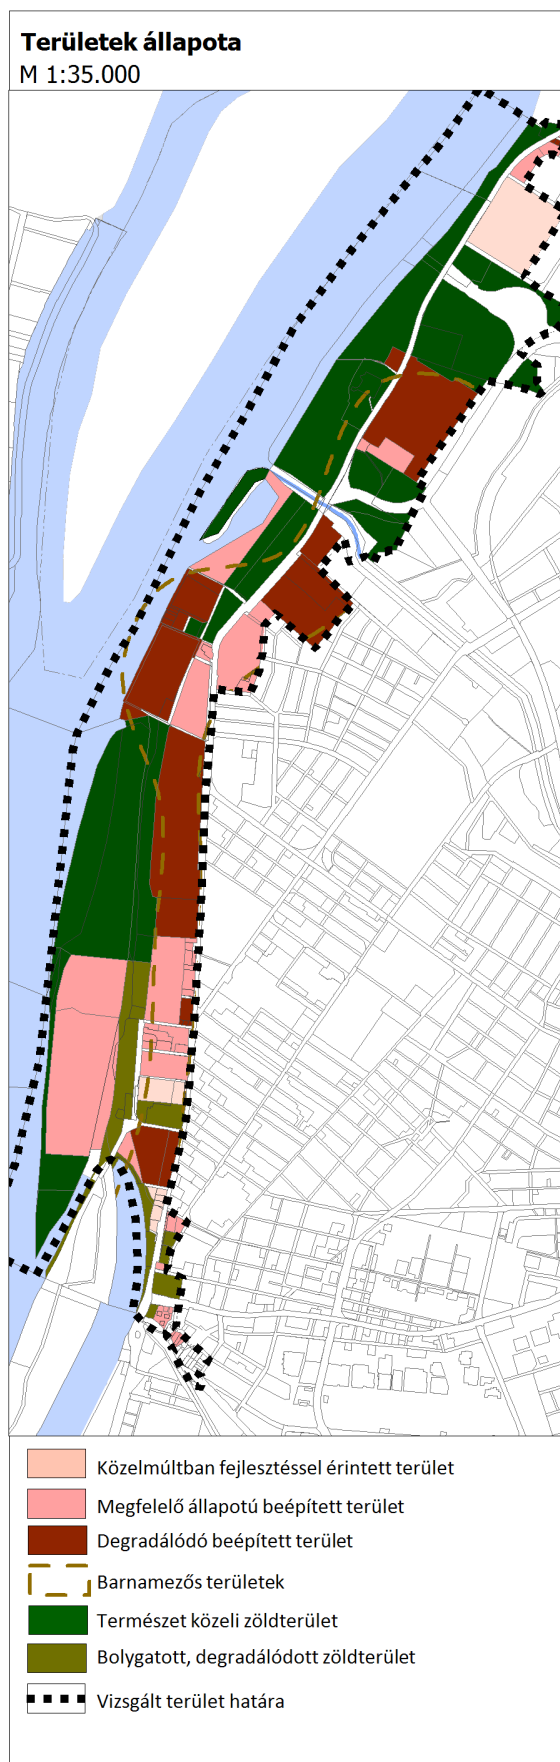 Területek állapota
M 1:35.000
Közelmúltban fejlesztéssel érintett terület
Megfelelő állapotú beépített terület
Degradálódó beépített terület
Barnamezős területek
Természet közeli zöldterület
Bolygatott, degradálódott zöldterület
Vizsgált terület határa